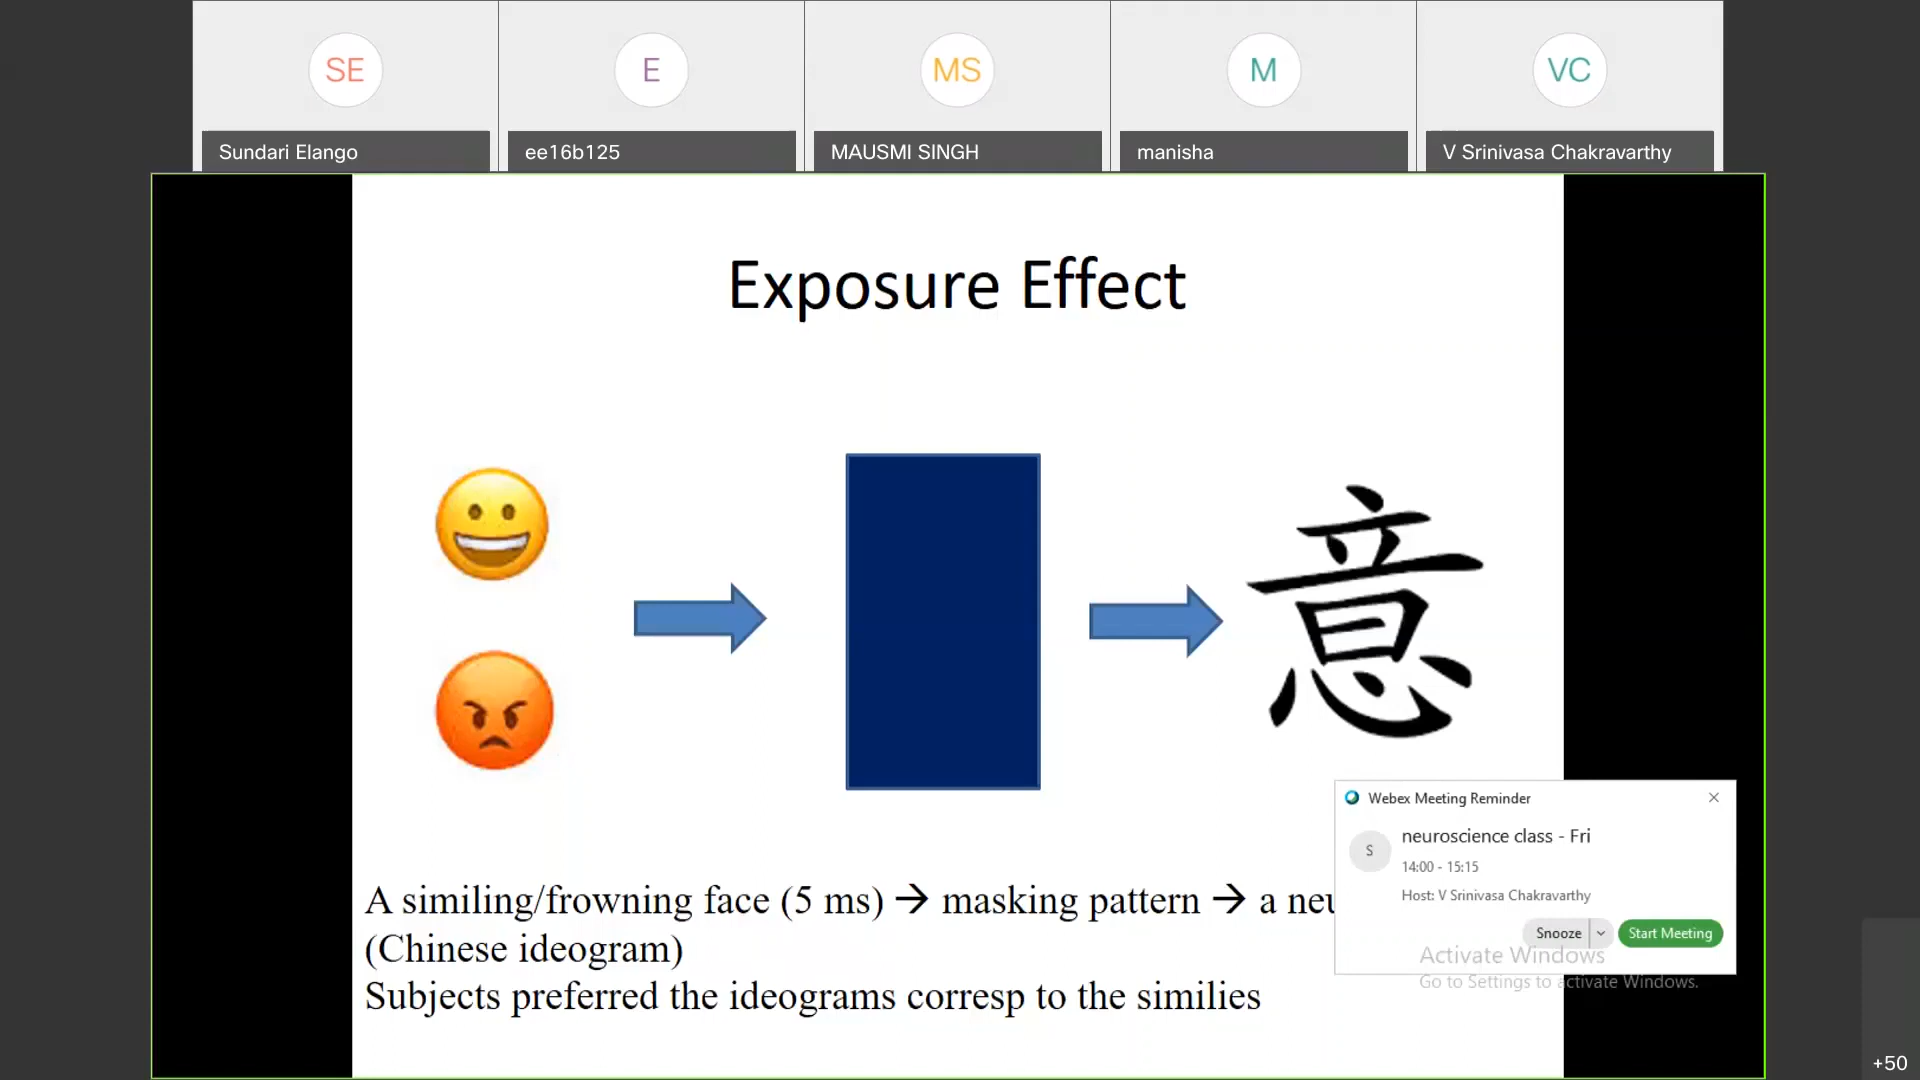 SE
E
MS
M
VC
Sundari Elango
ee16b125
MAUSMI SINGH
manisha
V Srinivasa Chakravarthy
Exposure Effect
意
A similing/frowning face (5 ms) → masking pattern → a neu
(Chinese ideogram)
Subjects preferred the ideograms corresp to the similies
Webex Meeting Reminder
S
neuroscience class - Fri
14:00 - 15:15
Host: V Srinivasa Chakravarthy
Snooze
Start Meeting
Activate Windows
Go to Settings to activate Windows.
+50